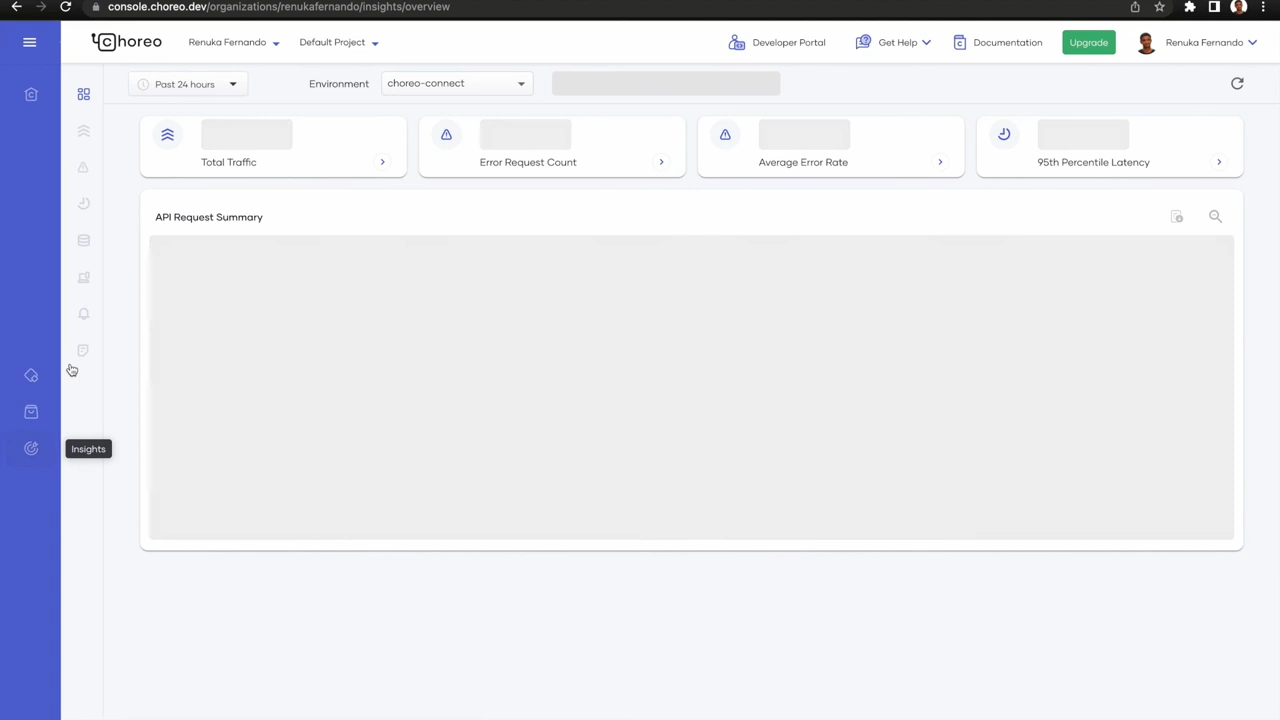 console.choreo.dev/organizations/renukafernando/insights/overview
choreo
Renuka Fernando
Default Project
Developer Portal
Get Help
Documentation
Upgrade
Renuka Fernando
Past 24 hours
Environment
choreo-connect
Total Traffic
Error Request Count
Average Error Rate
95th Percentile Latency
API Request Summary
Insights